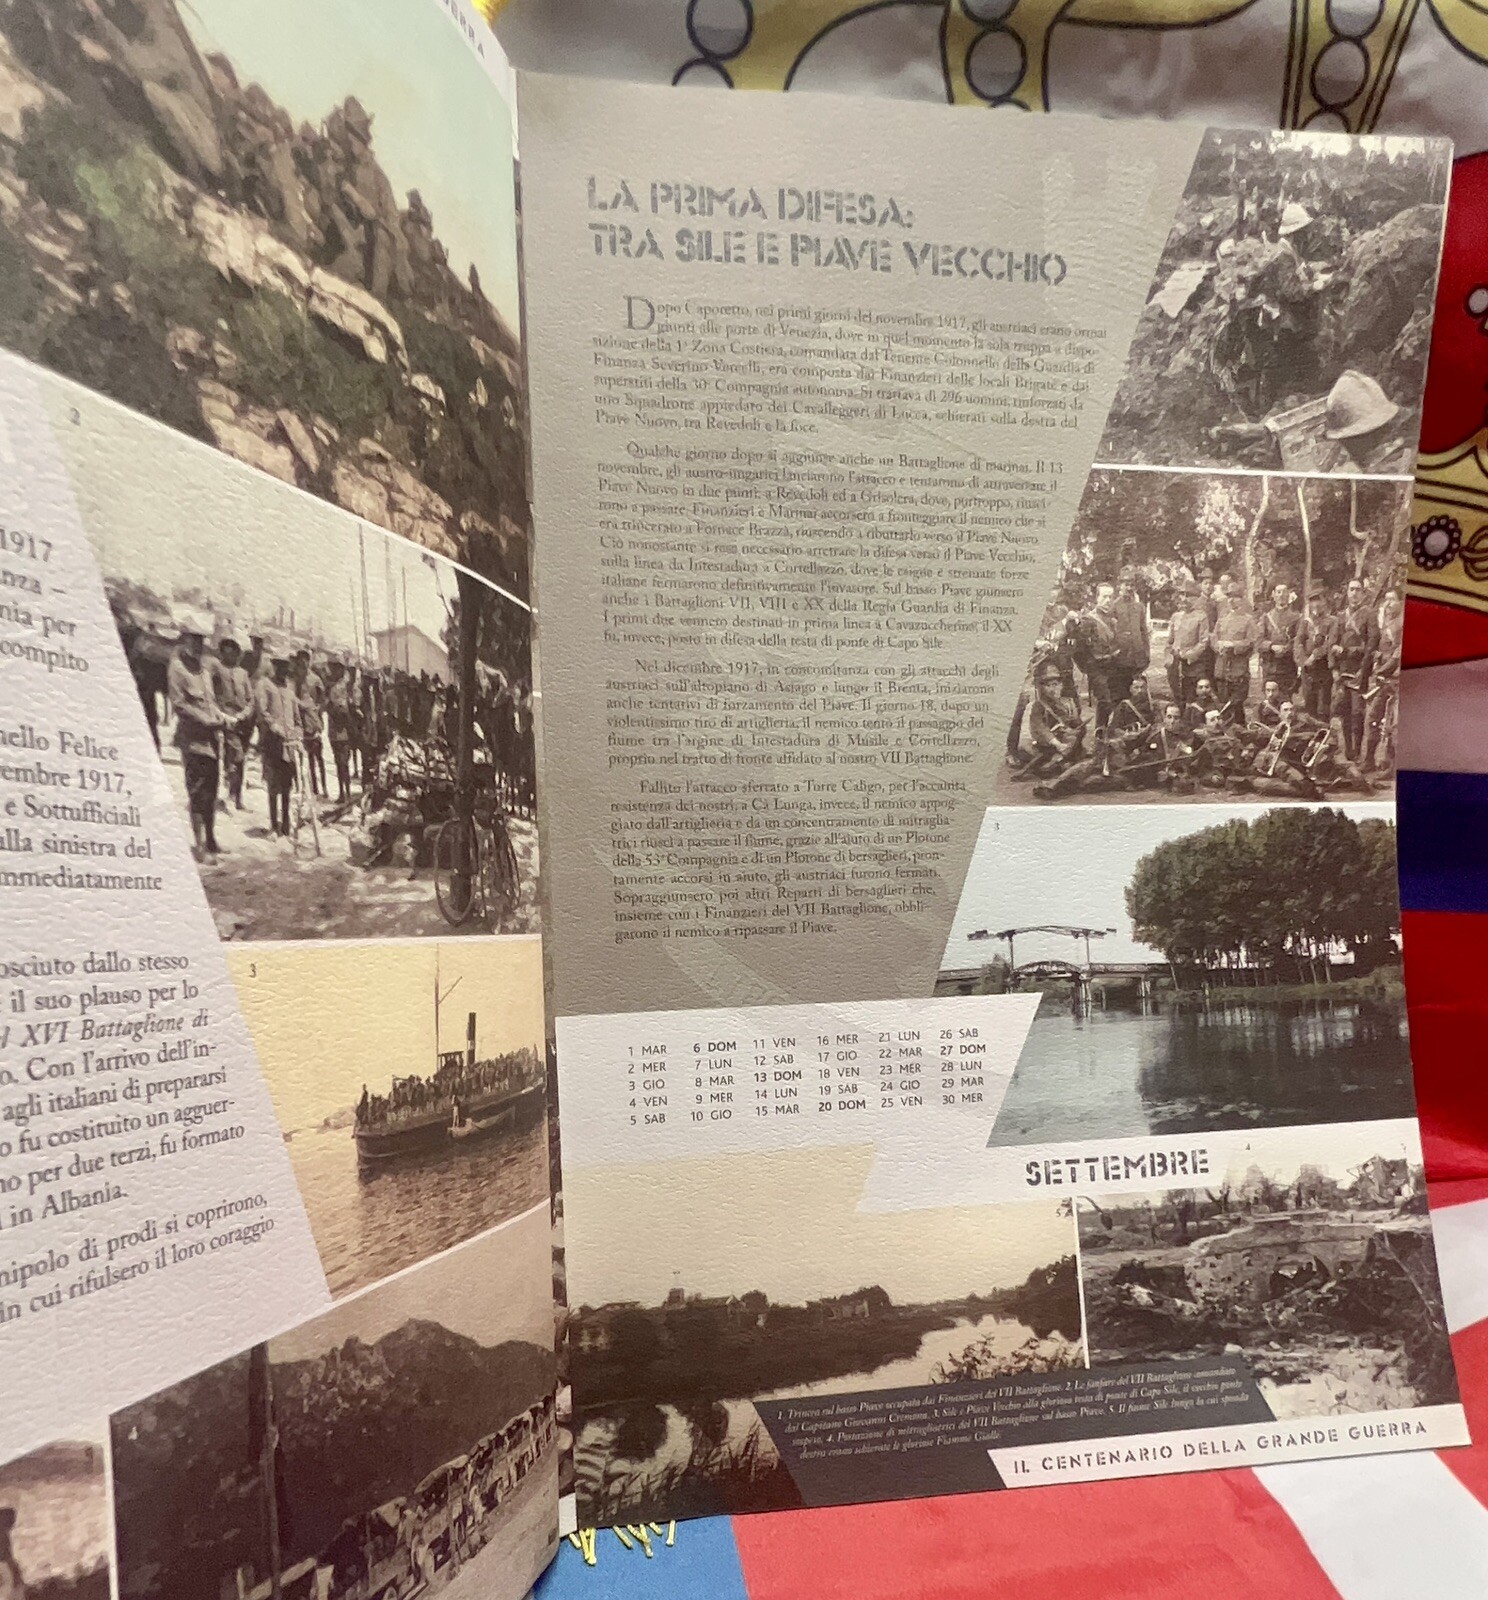 ERRA
2
1917
nza –
nia per
compito
nello Felice
embre 1917,
e Sottufficiali
alla sinistra del
mmediatamente
osciuto dallo stesso
il suo plauso per lo
l XVI Battaglione di
o. Con l'arrivo dell'in-
agli italiani di prepararsi
o fu costituito un agguer-
no per due terzi, fu formato
in Albania.
nipolo di prodi si coprirono,
in cui rifulsero il loro coraggio
3
LA PRIMA DIFESA:
TRA SILE E PIAVE VECCHIO
Dopo Caporetto, nei primi giorni del novembre 1917, gli austriaci erano ormai
giunti alle porte di Venezia, dove in quel momento la sola truppa a dispo-
sizione della 1ª Zona Costiera, comandata dal Tenente Colonnello della Guardia di
Finanza Severino Vercelli, era composta dai Finanzieri delle locali Brigate e dai
superstiti della 30ª Compagnia autonoma. Si trattava di 296 uomini, rinforzati da
uno Squadrone appiedato dei Cavalleggeri di Lucca, schierati sulla destra del
Piave Nuovo, tra Revedoli e la foce.
Qualche giorno dopo si aggiunse anche un Battaglione di marinai. Il 13
novembre, gli austro-ungarici lanciarono l'attacco e tentarono di attraversare il
Piave Nuovo in due punti: a Revedoli ed a Grisolera, dove, purtroppo, riusci-
rono a passare. Finanzieri e Marinai accorsero a fronteggiare il nemico che si
era trincerato a Fornace Brazzà, riuscendo a ributtarlo verso il Piave Nuovo.
Ciò nonostante si rese necessario arretrare la difesa verso il Piave Vecchio,
sulla linea da Intestadura a Cortellazzo, dove le esigue e strenuate forze
italiane fermarono definitivamente l'invasore. Sul basso Piave giunsero
anche i Battaglioni VII, VIII e XX della Regia Guardia di Finanza.
I primi due vennero destinati in prima linea a Cavazuccherina; il XX
fu, invece, posto in difesa della testa di ponte di Capo Sile.
Nel dicembre 1917, in concomitanza con gli attacchi degli
austriaci sull'altopiano di Asiago e lungo il Brenta, iniziarono
anche tentativi di forzamento del Piave. Il giorno 18, dopo un
violentissimo tiro di artiglieria, il nemico tentò il passaggio del
fiume tra l'argine di Intestadura di Musile e Cortellazzo,
proprio nel tratto di fronte affidato al nostro VII Battaglione.
Fallito l'attacco sferrato a Torre Caligo, per l'accanita
resistenza dei nostri, a Cà Lunga, invece, il nemico appog-
giato dall'artiglieria e da un concentramento di mitraglia-
trici riuscì a passare il fiume, grazie all'aiuto di un Plotone
della 53ª Compagnia e di un Plotone di bersaglieri, pron-
tamente accorsi in aiuto, gli austriaci furono fermati.
Sopraggiunsero poi altri Reparti di bersaglieri che,
insieme con i Finanzieri del VII Battaglione, obbli-
garono il nemico a ripassare il Piave.
3
1 MAR 6 DOM 11 VEN 16 MER 21 LUN 26 SAB
2 MER 7 LUN 12 SAB 17 GIO 22 MAR 27 DOM
3 GIO 8 MAR 13 DOM 18 VEN 23 MER 28 LUN
4 VEN 9 MER 14 LUN 19 SAB 24 GIO 29 MAR
5 SAB 10 GIO 15 MAR 20 DOM 25 VEN 30 MER
SETTEMBRE
4
5
1. Trincea sul basso Piave occupata dai Finanzieri del VII Battaglione. 2. Le fanfare del VII Battaglione comandato
dal Capitano Giovanni Cremona. 3. Sile e Piave Vecchio alla gloriosa testa di ponte di Capo Sile, il vecchio ponte
sospeso. 4. Postazione di mitragliatrici del VII Battaglione sul basso Piave. 5. Il fiume Sile lungo la cui sponda
destra erano schierate le gloriose Fiamme Gialle.
IL CENTENARIO DELLA GRANDE GUERRA